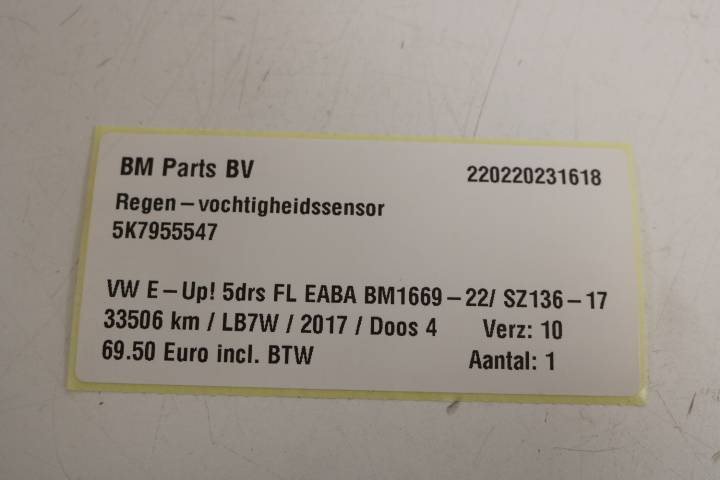 BM Parts BV 220220231618
Regen-vochtigheidssensor
5K7955547
VW E-Up! 5drs FL EABA BM1669-22/ SZ136-17
33506 km / LB7W / 2017 / Doos 4 Verz: 10
69.50 Euro incl. BTW Aantal: 1